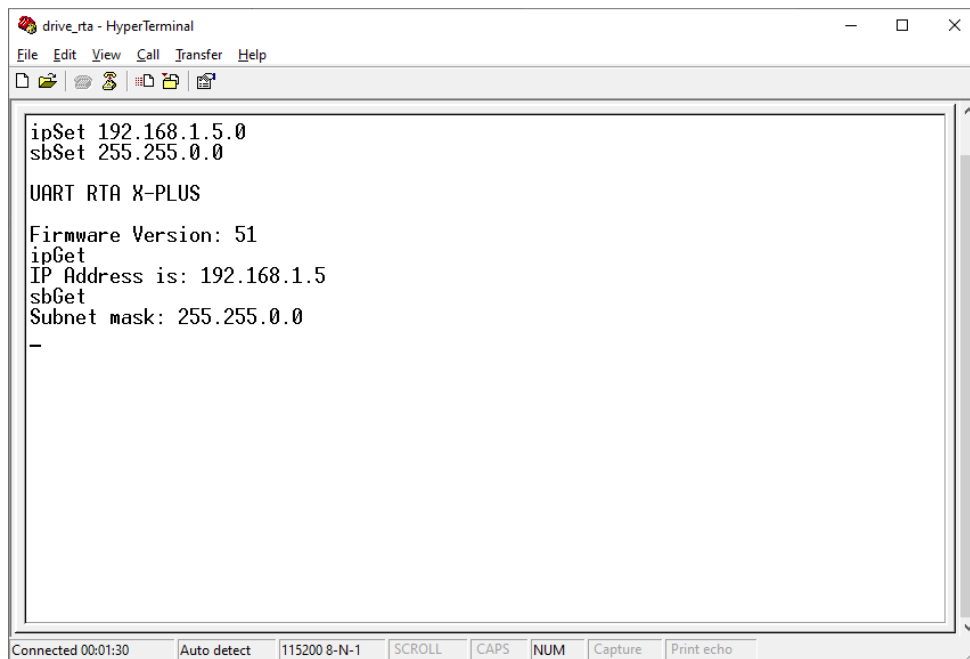 drive_rta - HyperTerminal
File Edit View Call Transfer Help
ipSet 192.168.1.5.0
sbSet 255.255.0.0
UART RTA X-PLUS
Firmware Version: 51
ipGet
IP Address is: 192.168.1.5
sbGet
Subnet mask: 255.255.0.0
Connected 00:01:30 Auto detect 115200 8-N-1 SCROLL CAPS NUM Capture Print echo